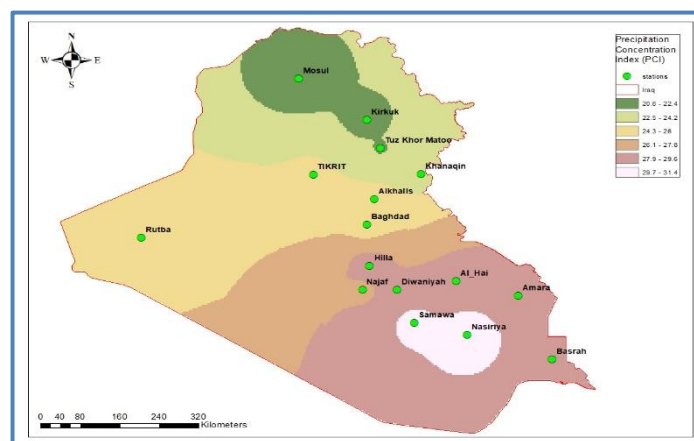 N
W E
S
Precipitation
Concentration
Index (PCI)
stations
Iraq
20.6 - 22.4
22.5 - 24.2
24.3 - 26
26.1 - 27.8
27.9 - 29.6
29.7 - 31.4
Mosul
Kirkuk
Tuz Khor Matoo
TIKRIT
Khanaqin
Alkhalis
Baghdad
Rutba
Hilla
Najaf
Diwaniyah
Al_Hai
Amara
Samawa
Nasiriya
Basrah
0 40 80 160 240 320
Kilometers